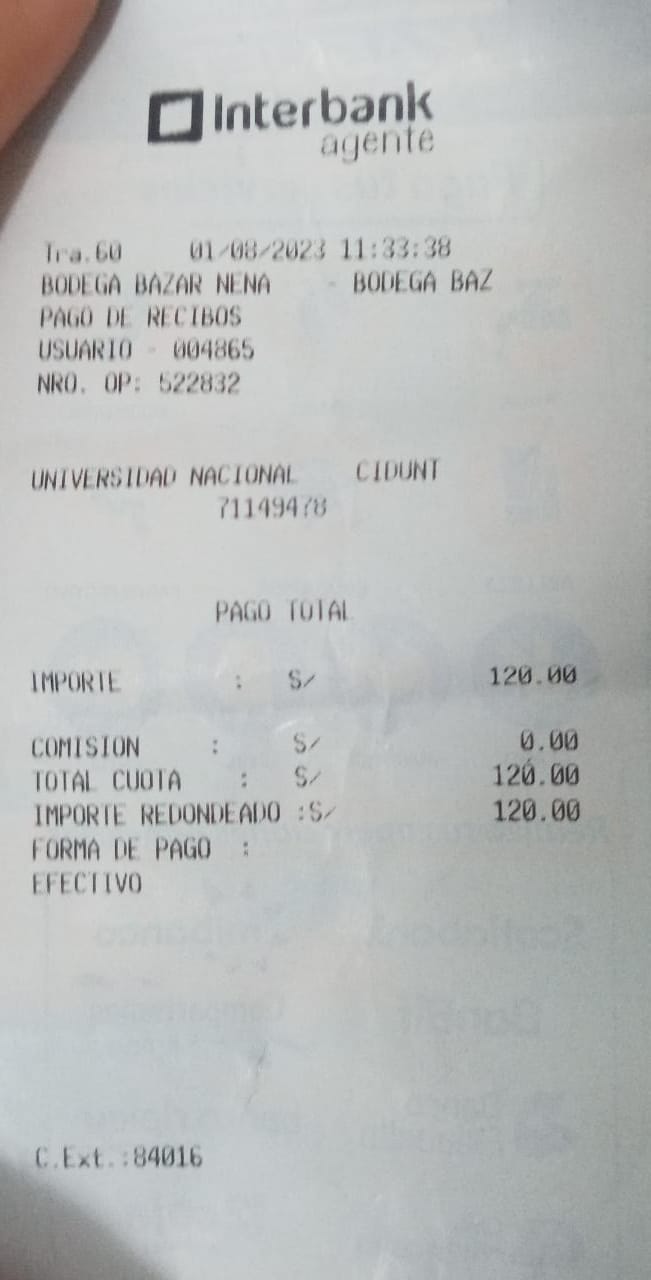 Interbank
agente
Tra.60 01/08/2023 11:33:38
BODEGA BAZAR NENA - BODEGA BAZ
PAGO DE RECIBOS
USUARIO - 004865
NRO. OP: 522832
UNIVERSIDAD NACIONAL CIDUNT
71149478
PAGO TOTAL
IMPORTE : S/ 120.00
COMISION : S/ 0.00
TOTAL CUOTA : S/ 120.00
IMPORTE REDONDEADO :S/ 120.00
FORMA DE PAGO :
EFECTIVO
C.Ext.:84016